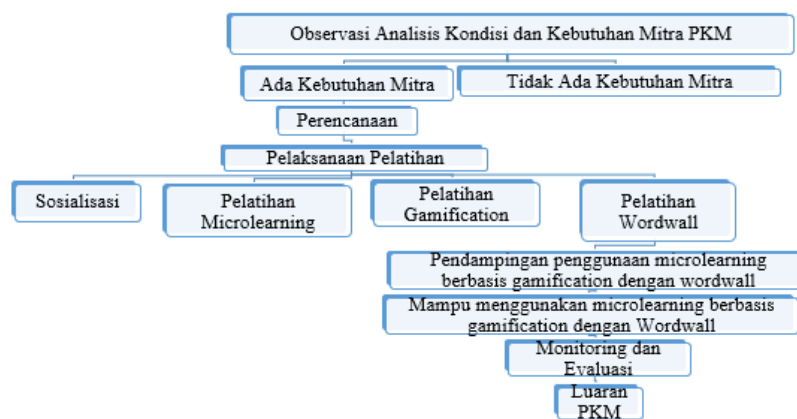 Observasi Analisis Kondisi dan Kebutuhan Mitra PKM
Ada Kebutuhan Mitra
Tidak Ada Kebutuhan Mitra
Perencanaan
Pelaksanaan Pelatihan
Sosialisasi
Pelatihan
Microlearning
Pelatihan
Gamification
Pelatihan
Wordwall
Pendampingan penggunaan microlearning
berbasis gamification dengan wordwall
Mampu menggunakan microlearning berbasis
gamification dengan Wordwall
Monitoring dan
Evaluasi
Luaran
PKM